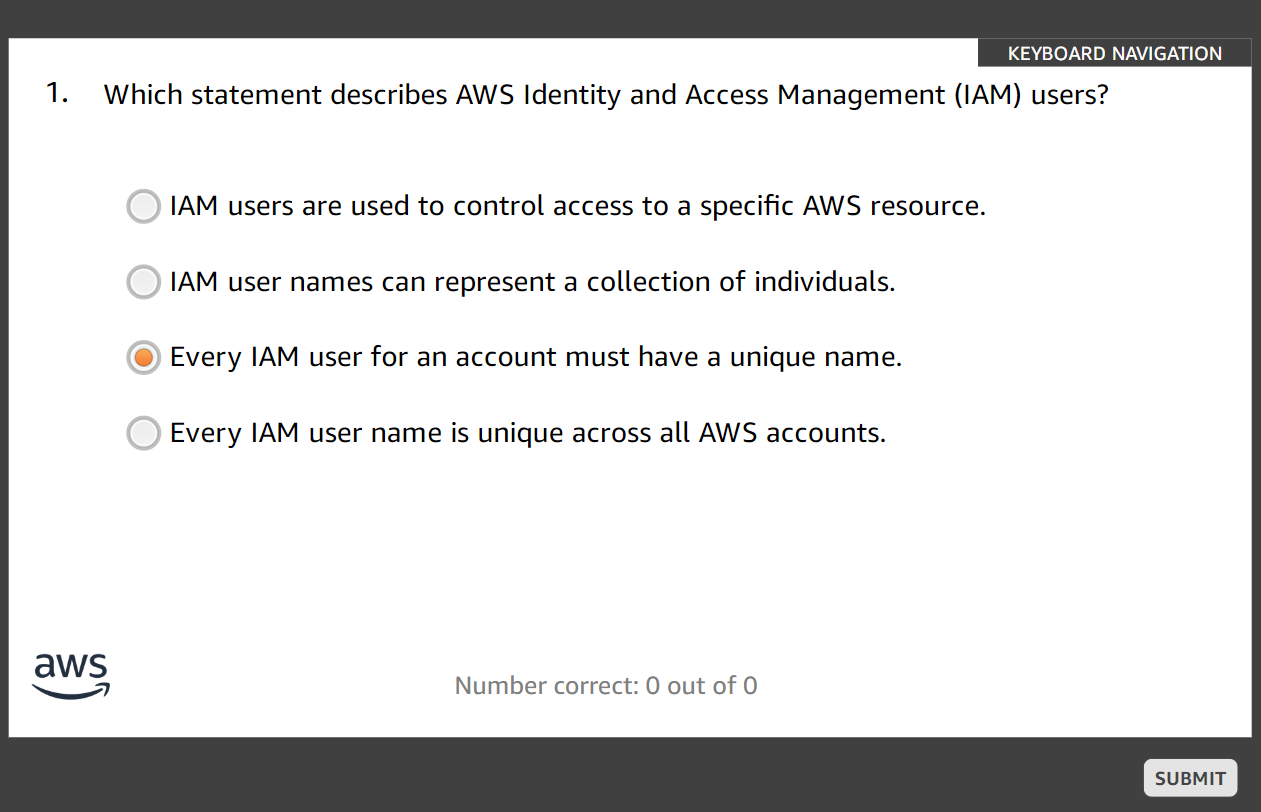 KEYBOARD NAVIGATION
1. Which statement describes AWS Identity and Access Management (IAM) users?
IAM users are used to control access to a specific AWS resource.
IAM user names can represent a collection of individuals.
Every IAM user for an account must have a unique name.
Every IAM user name is unique across all AWS accounts.
aws
Number correct: 0 out of 0
SUBMIT